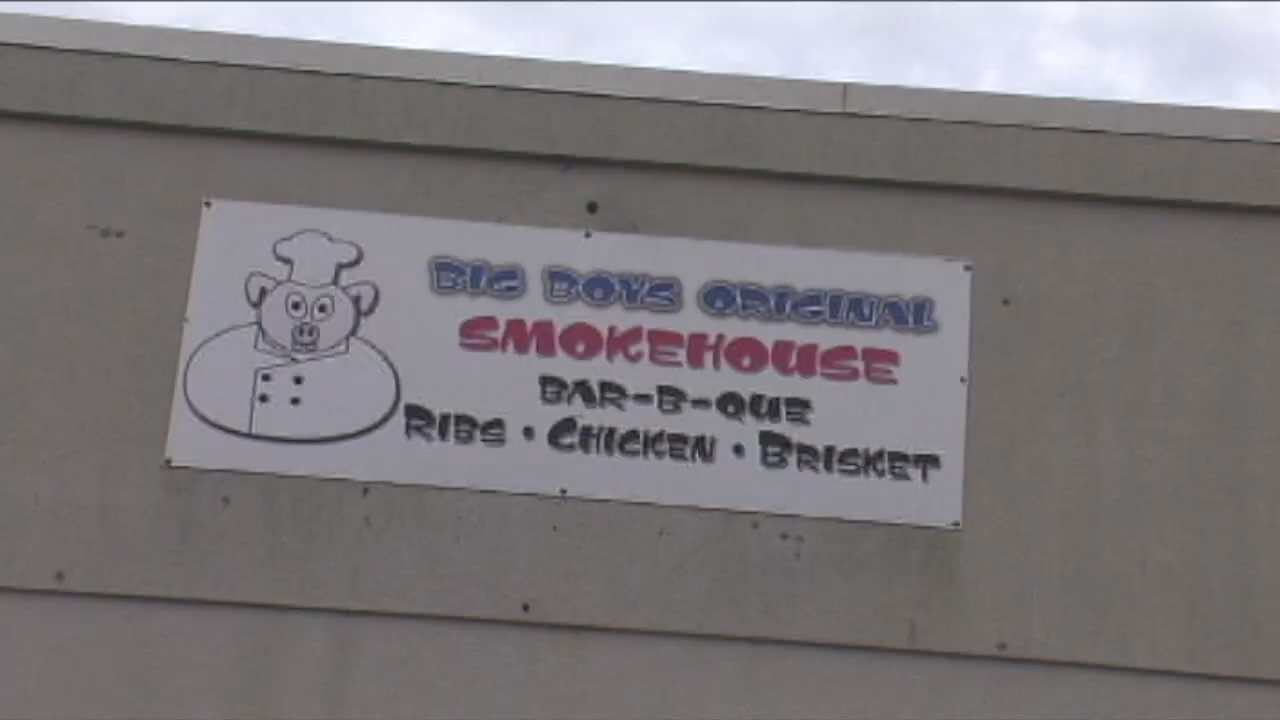 BIG BOYS ORIGINAL
SMOKEHOUSE
BAR-B-QUE
RIBS • CHICKEN • BRISKET